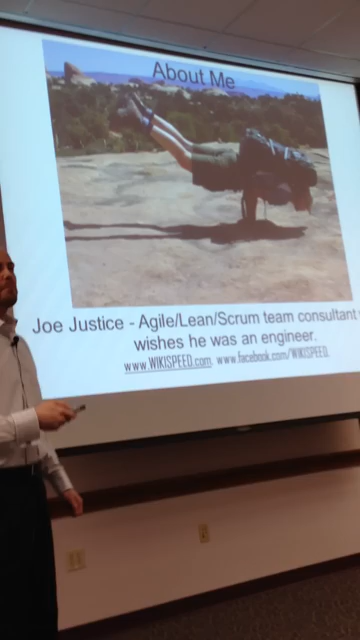 About Me
Joe Justice - Agile/Lean/Scrum team consultant
wishes he was an engineer.
www.WIKISPEED.com, www.facebook.com/WIKISPEED.